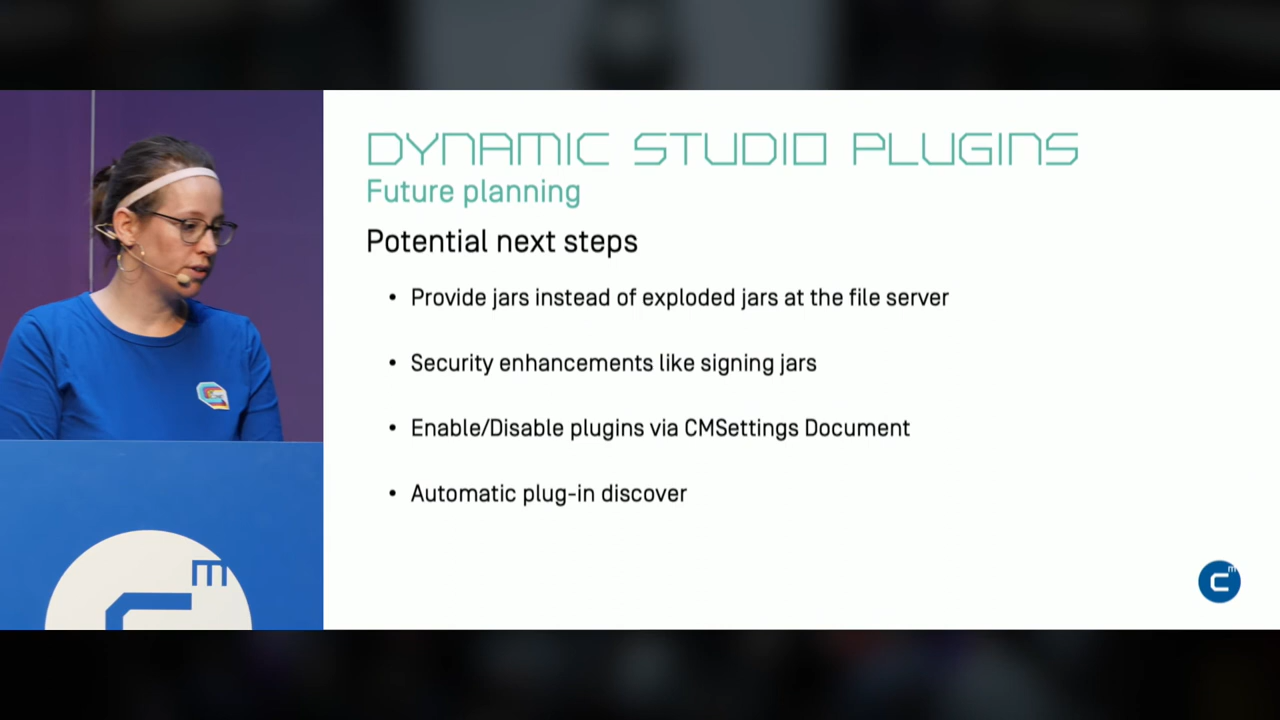 DYNAMIC STUDIO PLUGINS
Future planning
Potential next steps
• Provide jars instead of exploded jars at the file server
• Security enhancements like signing jars
• Enable/Disable plugins via CMSettings Document
• Automatic plug-in discover
C m
C m